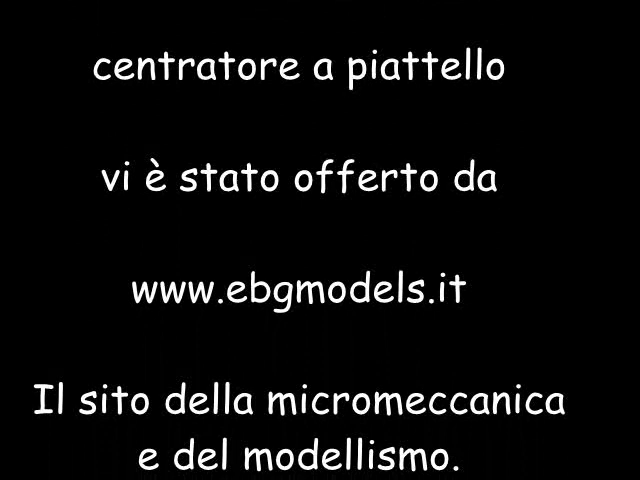 centratore a piattello
vi è stato offerto da
www.ebgmodels.it
Il sito della micromeccanica
e del modellismo.